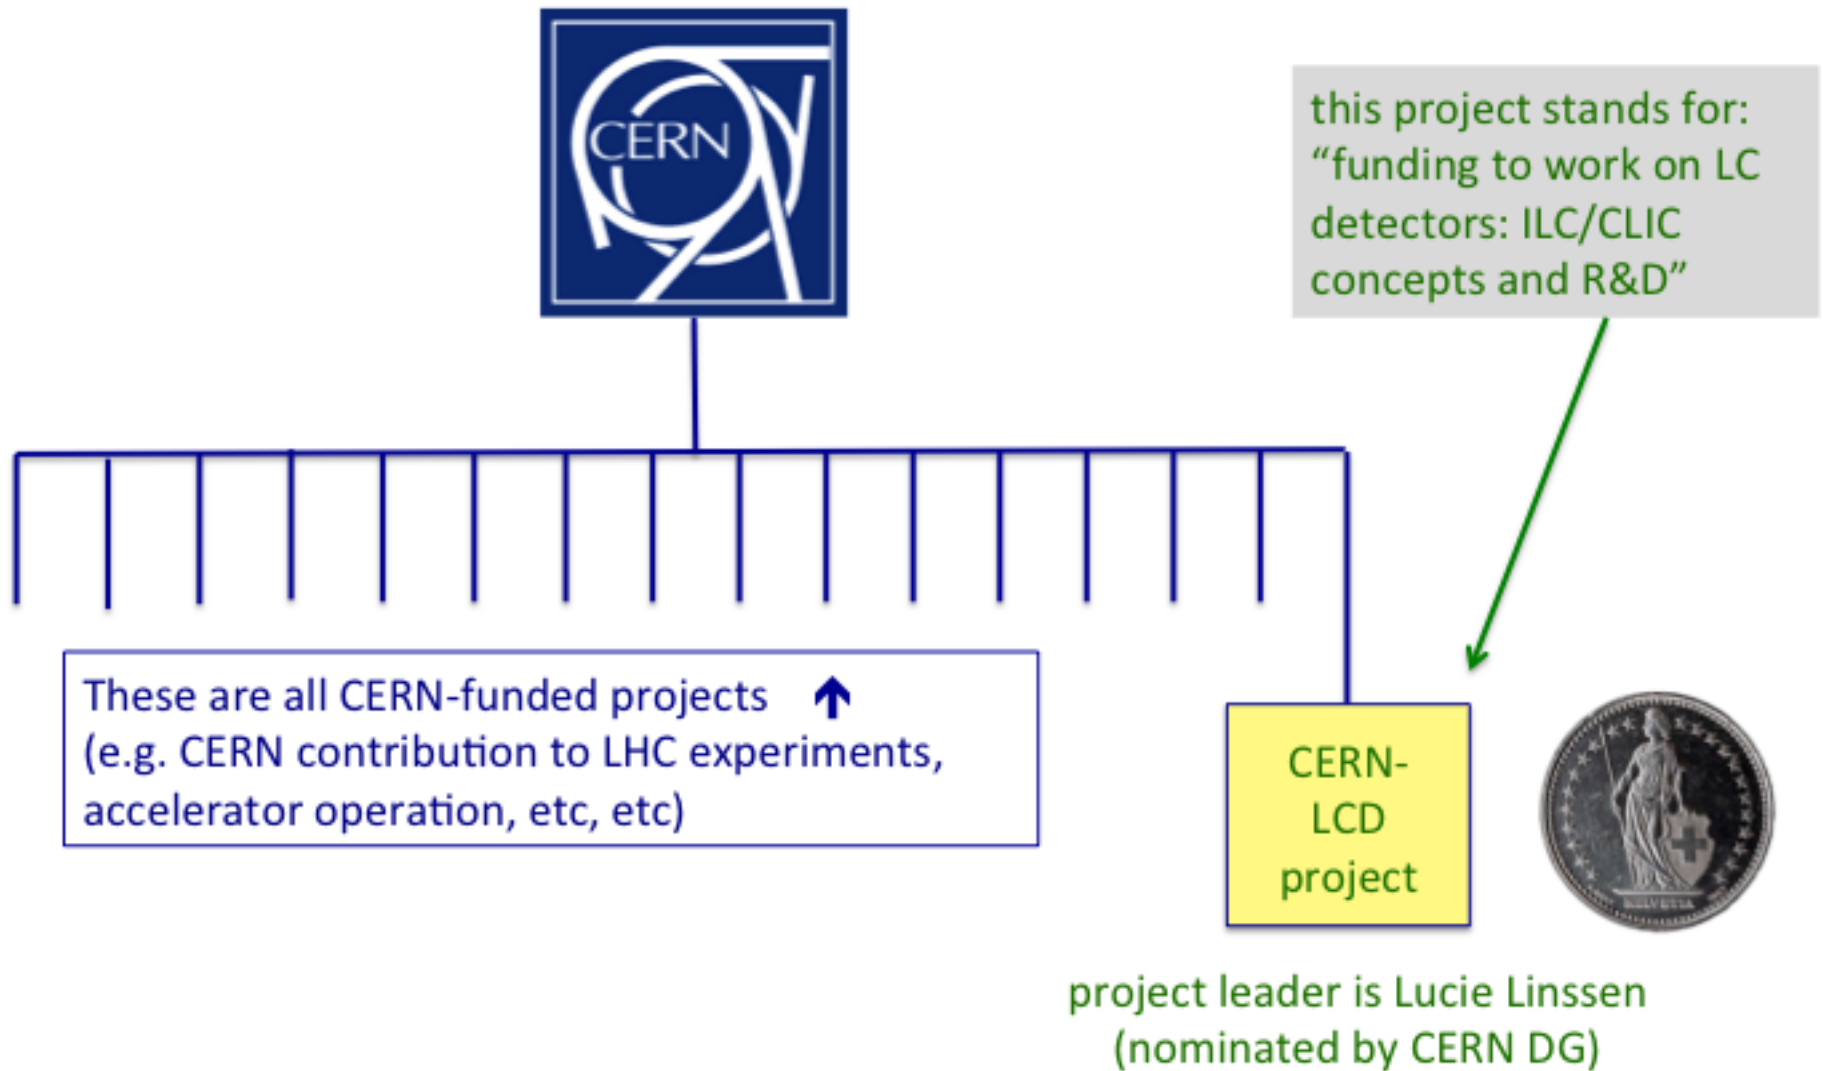 CERN
this project stands for:
“funding to work on LC
detectors: ILC/CLIC
concepts and R&D”
These are all CERN-funded projects
(e.g. CERN contribution to LHC experiments,
accelerator operation, etc, etc)
CERN-
LCD
project
HELVETIA
project leader is Lucie Linssen
(nominated by CERN DG)